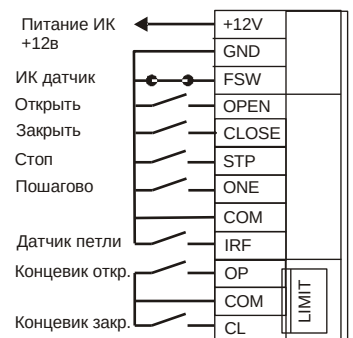 Питание ИК +12V
+12в GND
ИК датчик FSW
Открыть OPEN
Закрыть CLOSE
Стоп STP
Пошагово ONE
COM
Датчик петли IRF
Концевик откр. OP
COM
LIMIT
Концевик закр. CL